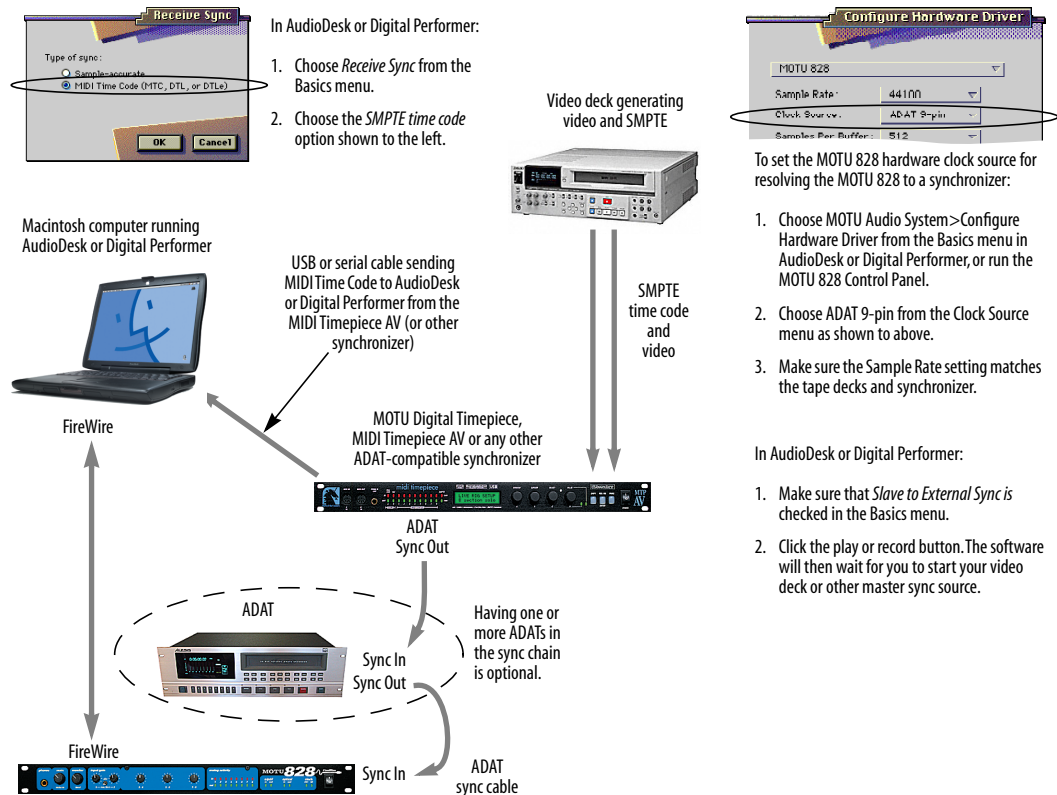 Receive Sync
Type of sync:
Sample-accurate
MIDI Time Code (MTC, DTL, or DTLe)
OK
Cancel
In AudioDesk or Digital Performer:
1. Choose Receive Sync from the
Basics menu.
2. Choose the SMPTE time code
option shown to the left.
Video deck generating
video and SMPTE
Configure Hardware Driver
MOTU 828
Sample Rate: 44100
Clock Source: ADAT 9-pin
Samples Per Buffer: 512
To set the MOTU 828 hardware clock source for
resolving the MOTU 828 to a synchronizer:
1. Choose MOTU Audio System>Configure
Hardware Driver from the Basics menu in
AudioDesk or Digital Performer, or run the
MOTU 828 Control Panel.
2. Choose ADAT 9-pin from the Clock Source
menu as shown to above.
3. Make sure the Sample Rate setting matches
the tape decks and synchronizer.
In AudioDesk or Digital Performer:
1. Make sure that Slave to External Sync is
checked in the Basics menu.
2. Click the play or record button. The software
will then wait for you to start your video
deck or other master sync source.
Macintosh computer running
AudioDesk or Digital Performer
USB or serial cable sending
MIDI Time Code to AudioDesk
or Digital Performer from the
MIDI Timepiece AV (or other
synchronizer)
SMPTE
time code
and
video
FireWire
MOTU Digital Timepiece,
MIDI Timepiece AV or any other
ADAT-compatible synchronizer
midi timepiece
LIVE RIG SETUP
MTP
AV
ADAT
Sync Out
ADAT
Having one or
more ADATs in
the sync chain
is optional.
Sync In
Sync Out
FireWire
MOTU 828
Sync In
ADAT
sync cable